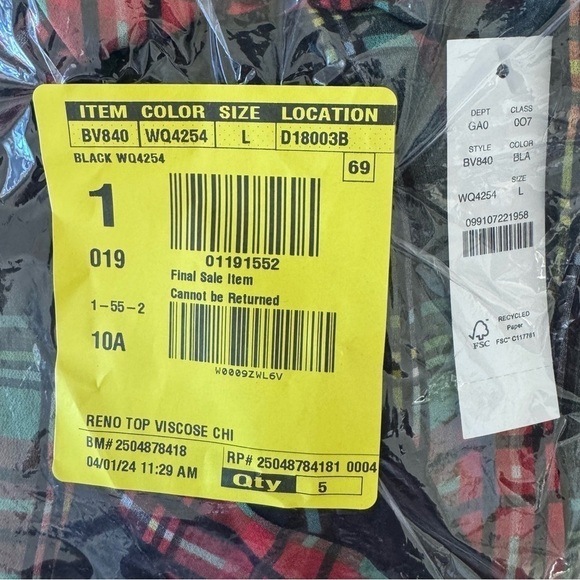 ITEM COLOR SIZE LOCATION
BV840 WQ4254 L D18003B
BLACK WQ4254
69
1
019
01191552
Final Sale Item
Cannot be Returned
1-55-2
10A
W0009ZWL6V
RENO TOP VISCOSE CHI
BM# 2504878418
RP# 25048784181 0004
04/01/24 11:29 AM
Qty 5
DEPT CLASS
GA0 007
STYLE COLOR
BV840 BLA
SIZE
WQ4254 L
099107221958
RECYCLED
Paper
FSC
FSC® C117781